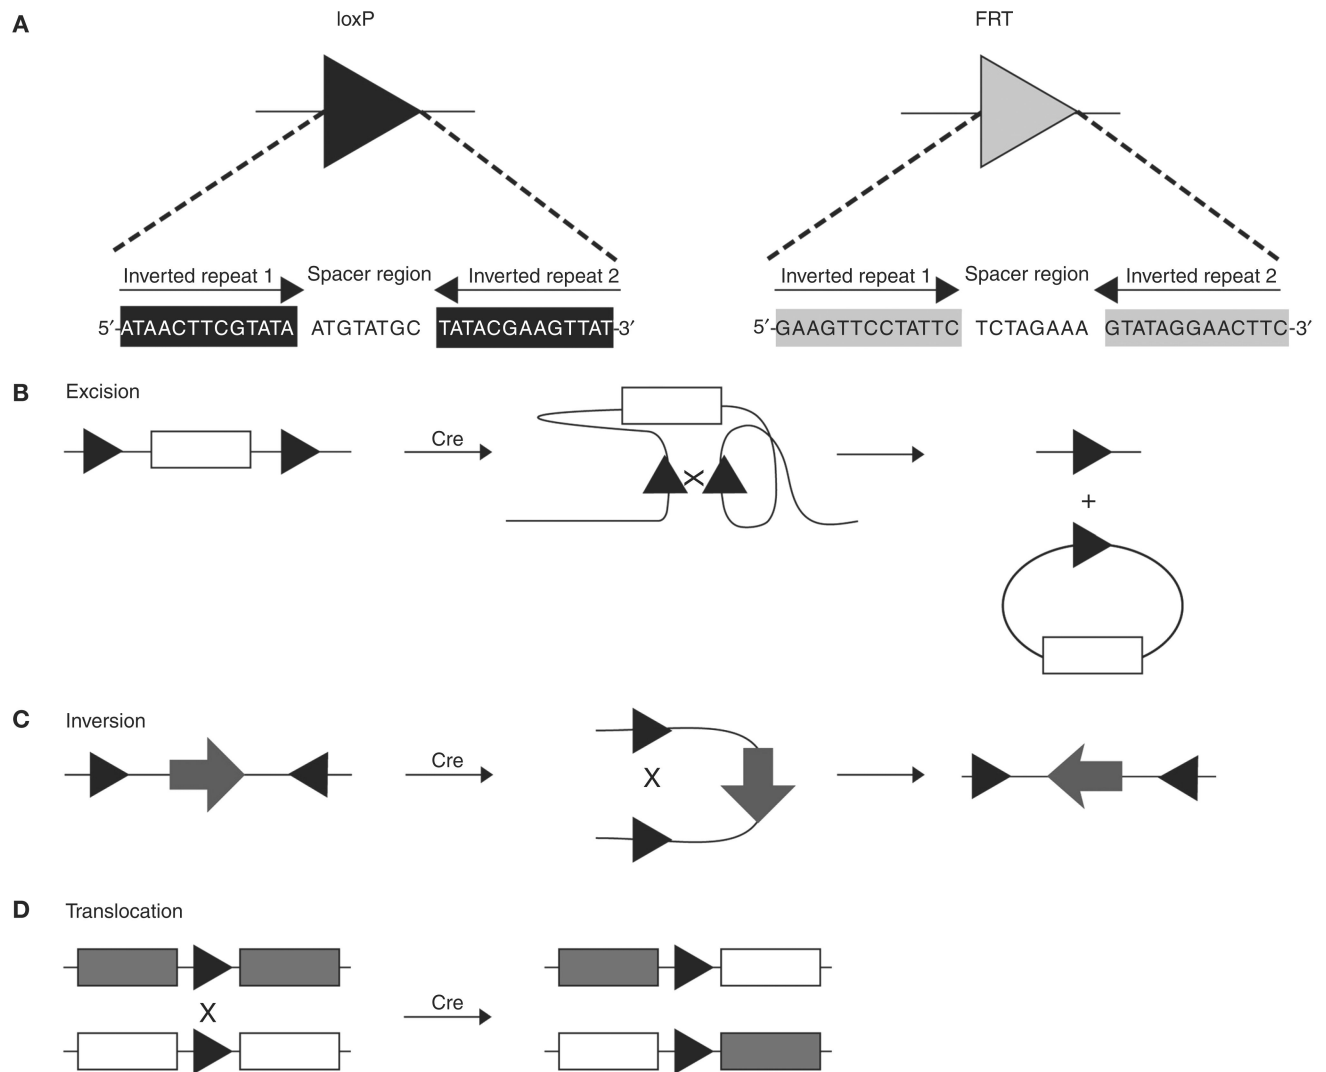 A
loxP
FRT
Inverted repeat 1
Spacer region
Inverted repeat 2
5′-ATAACTTCGTATA ATGTATGC TATACGAAGTTAT-3′
Inverted repeat 1
Spacer region
Inverted repeat 2
5′-GAAGTTCCTATTC TCTAGAAA GTATAGGAACTTC-3′
B Excision
Cre
X
+
C Inversion
Cre
X
D Translocation
X
Cre